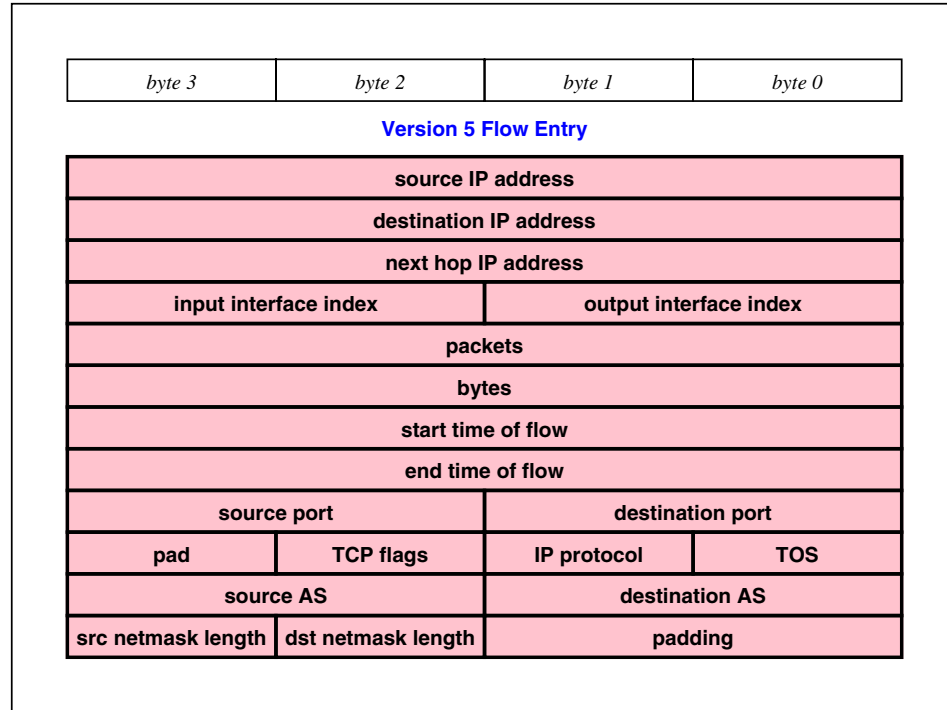 byte 3 byte 2 byte 1 byte 0
Version 5 Flow Entry
source IP address
destination IP address
next hop IP address
input interface index output interface index
packets
bytes
start time of flow
end time of flow
source port destination port
pad TCP flags IP protocol TOS
source AS destination AS
src netmask length dst netmask length padding